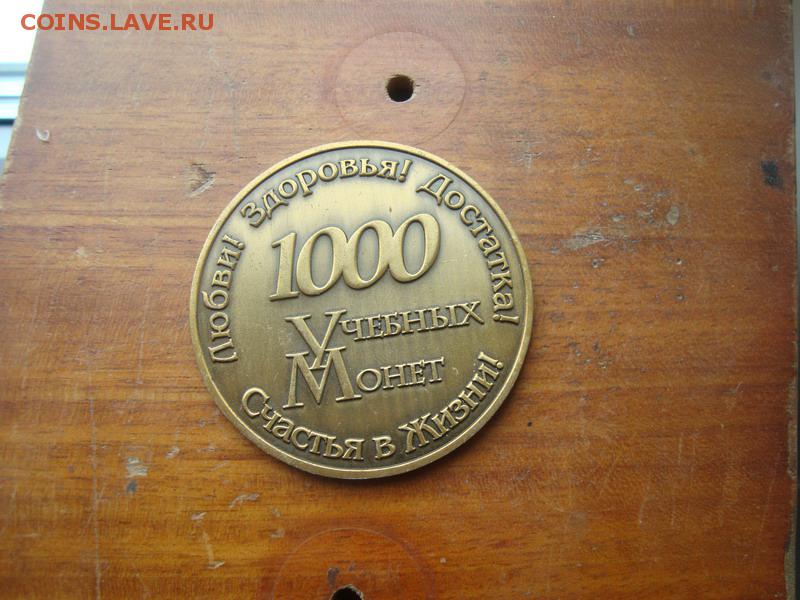 COINS.LAVE.RU
Любви! Здоровья! Достатка!
1000
Учебных
Монет
Счастья в Жизни!